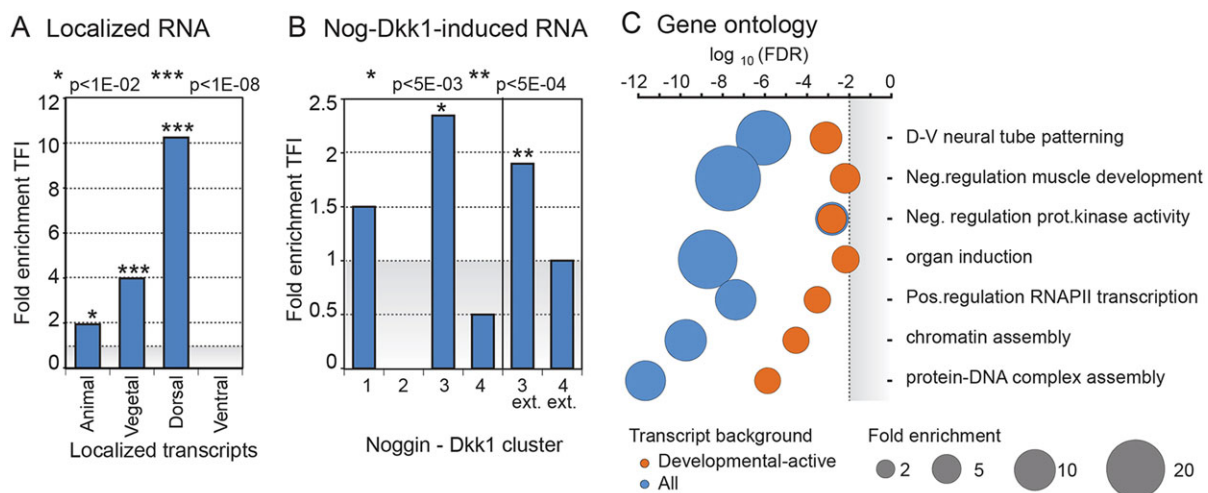 A Localized RNA
* p<1E-02 *** p<1E-08
Fold enrichment TFI
12
10
8
6
4
2
0
*
***
***
Animal
Vegetal
Dorsal
Ventral
Localized transcripts
B Nog-Dkk1-induced RNA
* p<5E-03 ** p<5E-04
Fold enrichment TFI
2.5
2
1.5
1
0.5
0
*
**
1 2 3 4 3 4
ext. ext.
Noggin - Dkk1 cluster
C Gene ontology
log 10 (FDR)
-12 -10 -8 -6 -4 -2 0
D-V neural tube patterning
Neg.regulation muscle development
Neg. regulation prot.kinase activity
organ induction
Pos.regulation RNAPII transcription
chromatin assembly
protein-DNA complex assembly
Transcript background
Developmental-active
All
Fold enrichment
2 5 10 20